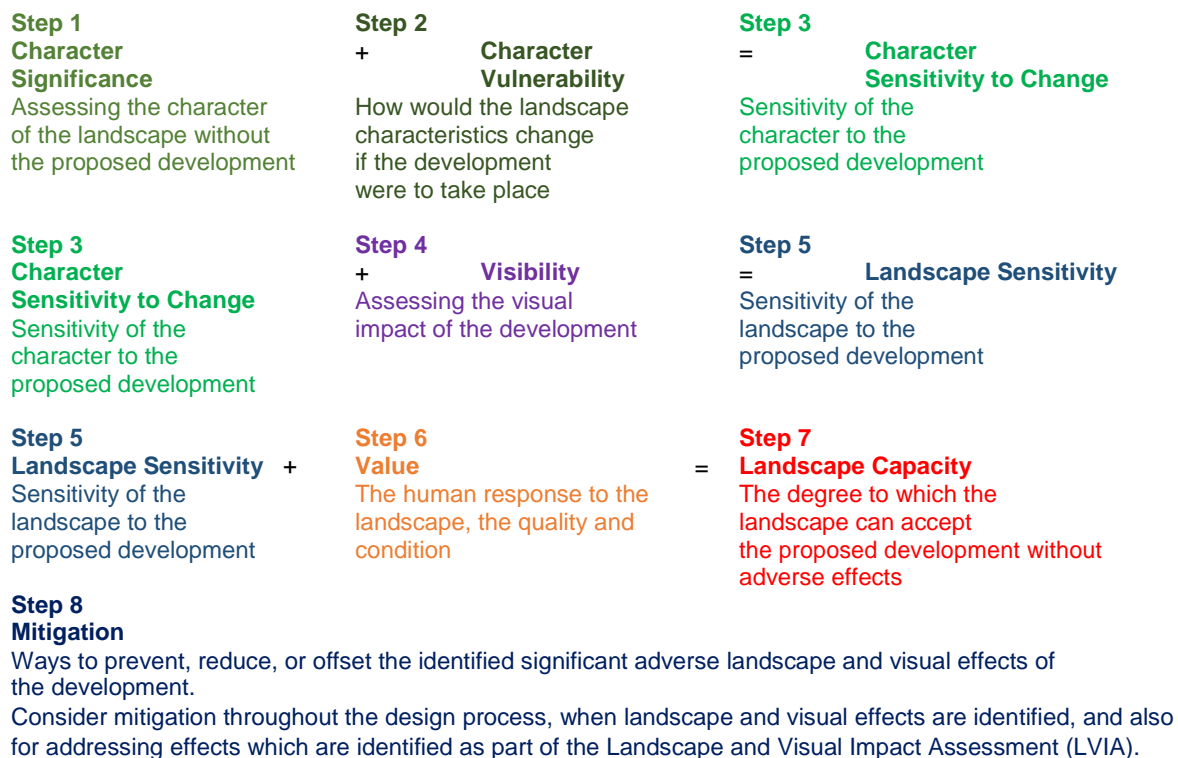 Step 1
Character
Significance
Assessing the character
of the landscape without
the proposed development
Step 2
+ Character
Vulnerability
How would the landscape
characteristics change
if the development
were to take place
Step 3
= Character
Sensitivity to Change
Sensitivity of the
character to the
proposed development
Step 3
Character
Sensitivity to Change
Sensitivity of the
character to the
proposed development
Step 4
+ Visibility
Assessing the visual
impact of the development
Step 5
= Landscape Sensitivity
Sensitivity of the
landscape to the
proposed development
Step 5
Landscape Sensitivity +
Sensitivity of the
landscape to the
proposed development
Step 6
Value
The human response to the
landscape, the quality and
condition
=
Step 7
Landscape Capacity
The degree to which the
landscape can accept
the proposed development without
adverse effects
Step 8
Mitigation
Ways to prevent, reduce, or offset the identified significant adverse landscape and visual effects of
the development.
Consider mitigation throughout the design process, when landscape and visual effects are identified, and also
for addressing effects which are identified as part of the Landscape and Visual Impact Assessment (LVIA).